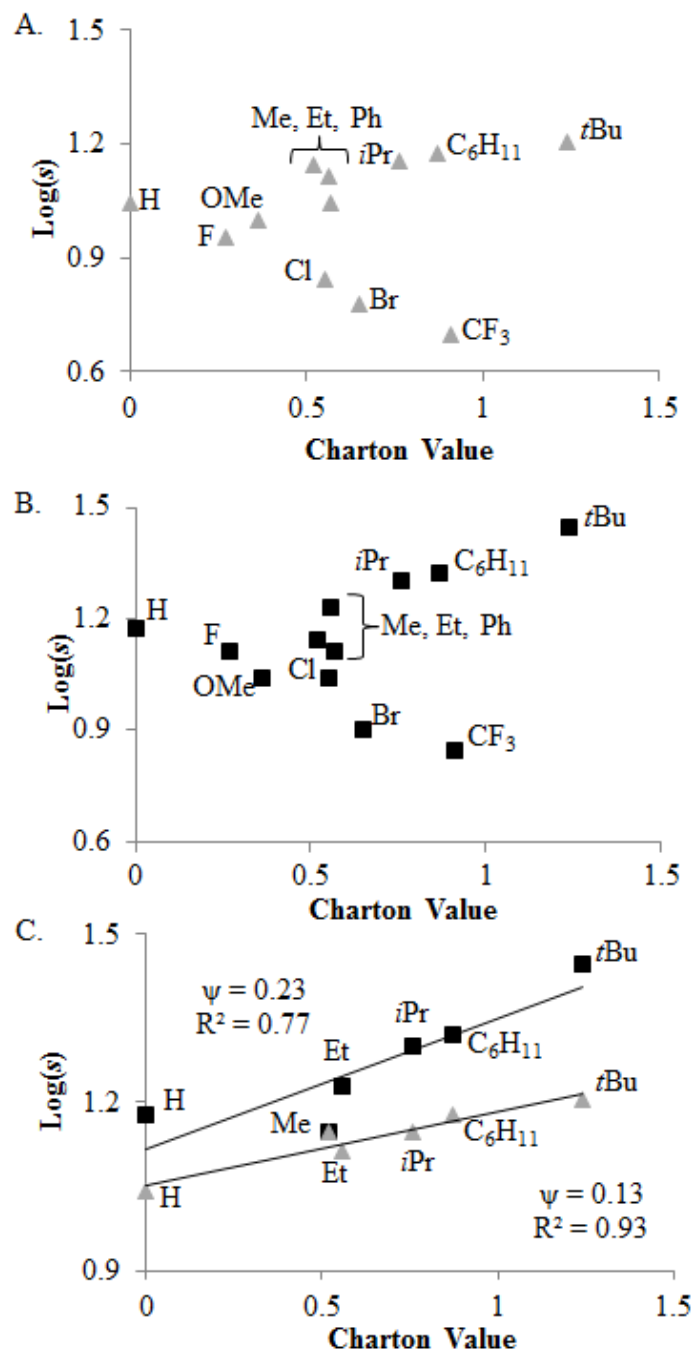 A.
1.5
1.2
0.9
0.6
Log(s)
H
F
OMe
Me, Et, Ph
Cl
Br
iPr
C6H11
CF3
tBu
0
0.5
1
1.5
Charton Value
B.
1.5
1.2
0.9
0.6
Log(s)
H
F
OMe
Cl
Me, Et, Ph
iPr
C6H11
tBu
Br
CF3
0
0.5
1
1.5
Charton Value
C.
1.5
1.2
0.9
Log(s)
ψ = 0.23
R² = 0.77
H
Me
Et
iPr
C6H11
tBu
H
Et
iPr
C6H11
tBu
ψ = 0.13
R² = 0.93
0
0.5
1
1.5
Charton Value